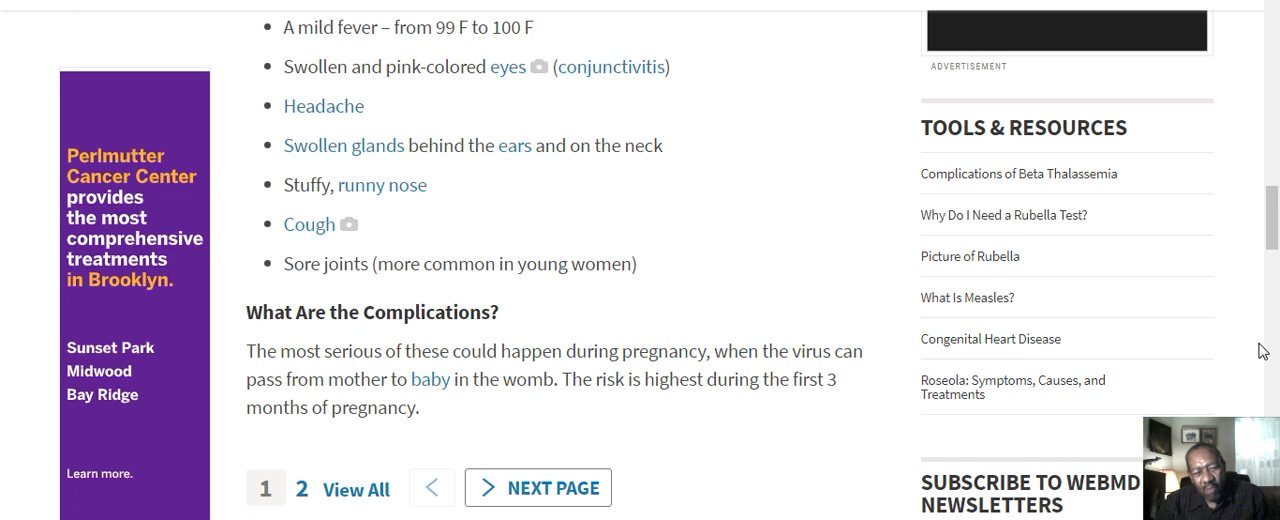 A mild fever – from 99 F to 100 F
Swollen and pink-colored eyes (conjunctivitis)
Headache
Swollen glands behind the ears and on the neck
Stuffy, runny nose
Cough
Sore joints (more common in young women)
What Are the Complications?
The most serious of these could happen during pregnancy, when the virus can
pass from mother to baby in the womb. The risk is highest during the first 3
months of pregnancy.
1 2 View All < > NEXT PAGE
Perlmutter
Cancer Center
provides
the most
comprehensive
treatments
in Brooklyn.
Sunset Park
Midwood
Bay Ridge
Learn more.
ADVERTISEMENT
TOOLS & RESOURCES
Complications of Beta Thalassemia
Why Do I Need a Rubella Test?
Picture of Rubella
What Is Measles?
Congenital Heart Disease
Roseola: Symptoms, Causes, and
Treatments
SUBSCRIBE TO WEBMD
NEWSLETTERS